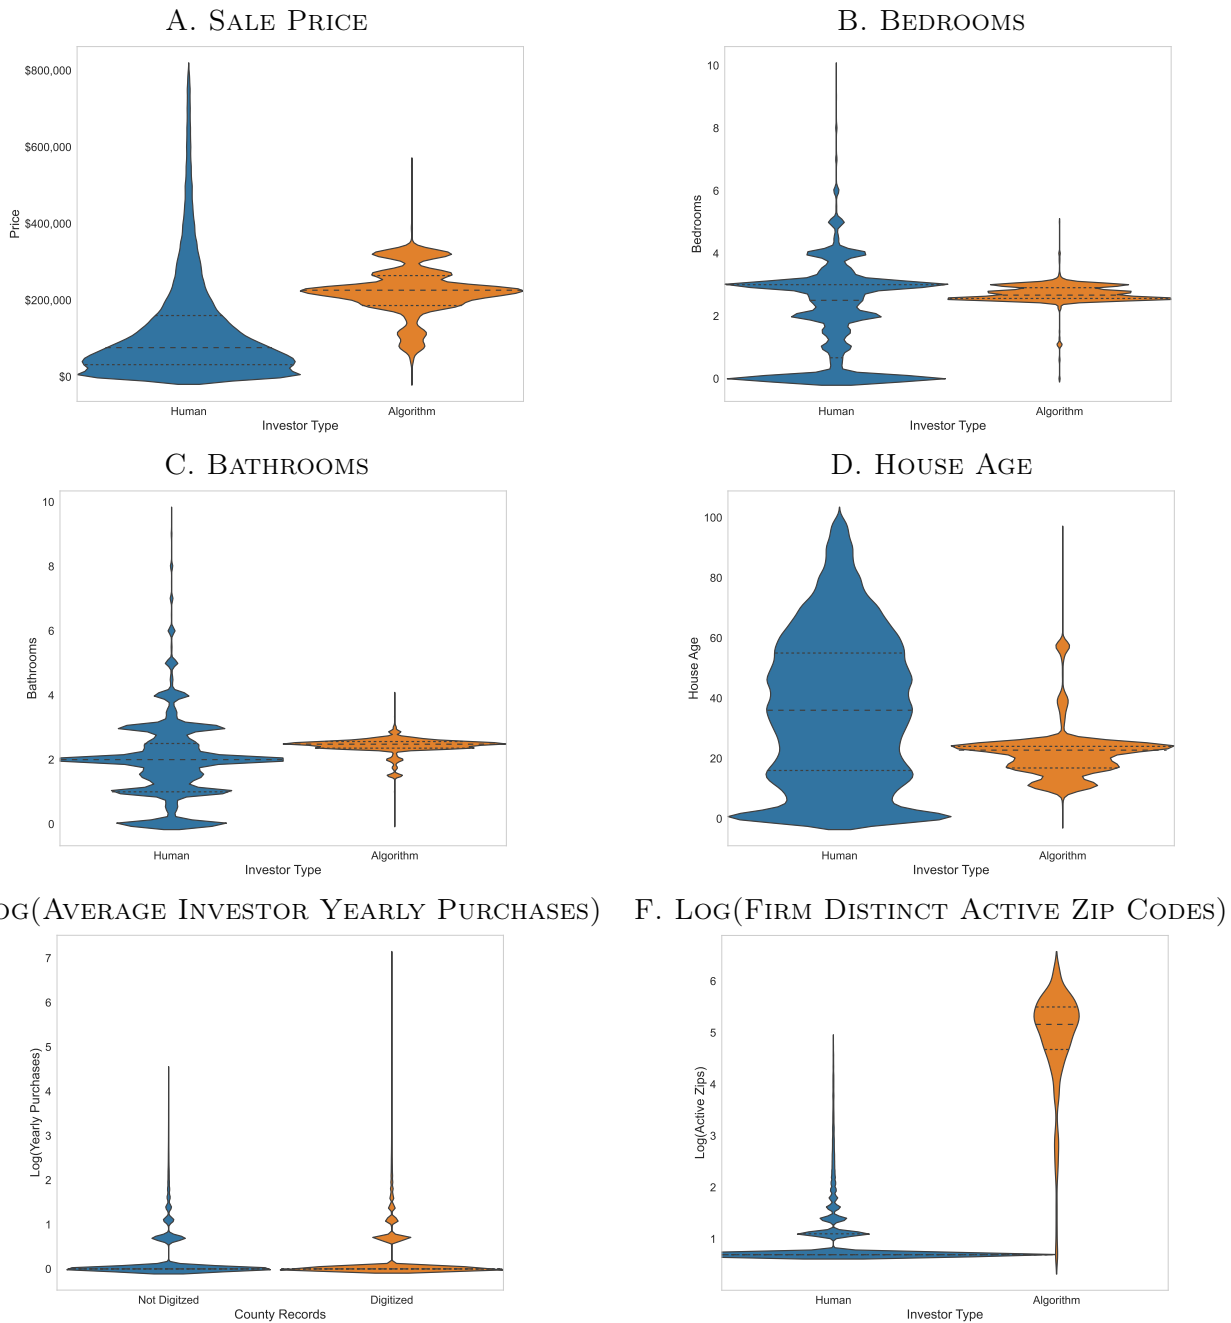 A. Sale Price
$800,000
$600,000
$400,000
$200,000
$0
Price
Human
Algorithm
Investor Type
B. Bedrooms
10
8
6
4
2
0
Bedrooms
Human
Algorithm
Investor Type
C. Bathrooms
10
8
6
4
2
0
Bathrooms
Human
Algorithm
Investor Type
D. House Age
100
80
60
40
20
0
House Age
Human
Algorithm
Investor Type
og(Average Investor Yearly Purchases)
7
6
5
4
3
2
1
0
Log(Yearly Purchases)
Not Digitzed
Digitized
County Records
F. Log(Firm Distinct Active Zip Codes)
6
5
4
3
2
1
Log(Active Zips)
Human
Algorithm
Investor Type